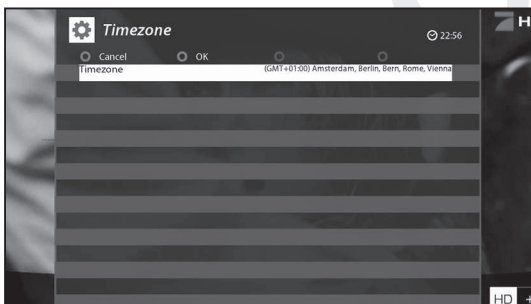 Timezone
22:56
H
Cancel OK
Timezone (GMT+01:00) Amsterdam, Berlin, Bern, Rome, Vienna
HD